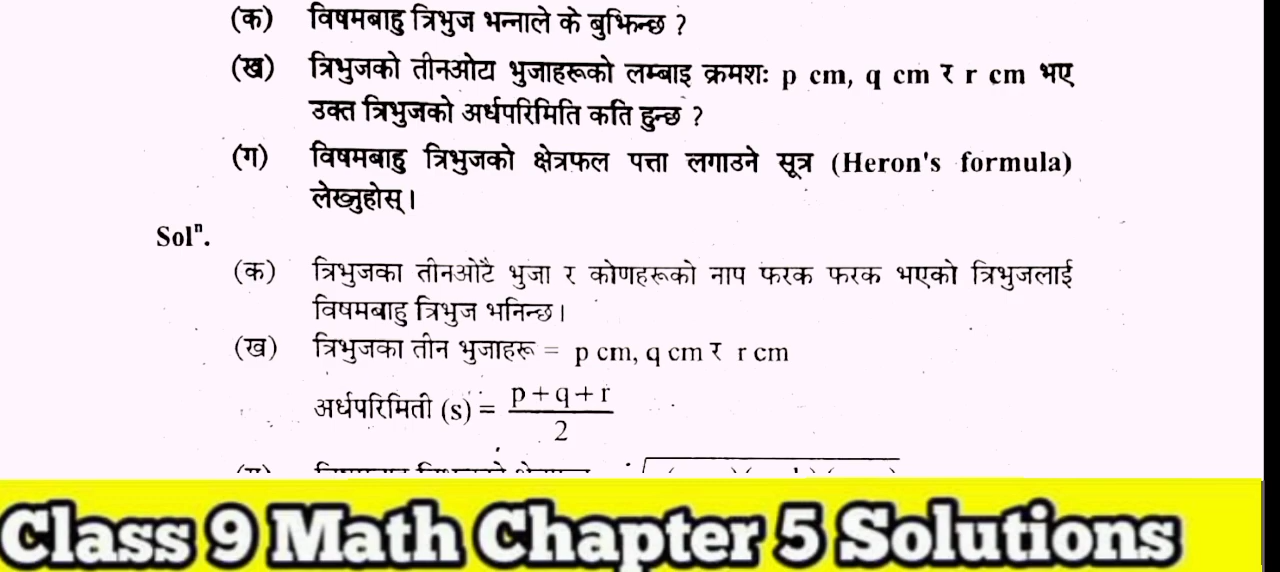 (क) विषमबाहु त्रिभुज भन्नाले के बुझिन्छ ?
(ख) त्रिभुजको तीनओटा भुजाहरूको लम्बाइ क्रमशः p cm, q cm र r cm भए
उक्त त्रिभुजको अर्धपरिमिति कति हुन्छ ?
(ग) विषमबाहु त्रिभुजको क्षेत्रफल पत्ता लगाउने सूत्र (Heron's formula)
लेख्नुहोस् ।
Solⁿ.
(क) त्रिभुजका तीनओटै भुजा र कोणहरूको नाप फरक फरक भएको त्रिभुजलाई
विषमबाहु त्रिभुज भनिन्छ ।
(ख) त्रिभुजका तीन भुजाहरू = p cm, q cm र r cm
अर्धपरिमिती (s) = p + q + r
2
Class 9 Math Chapter 5 Solutions